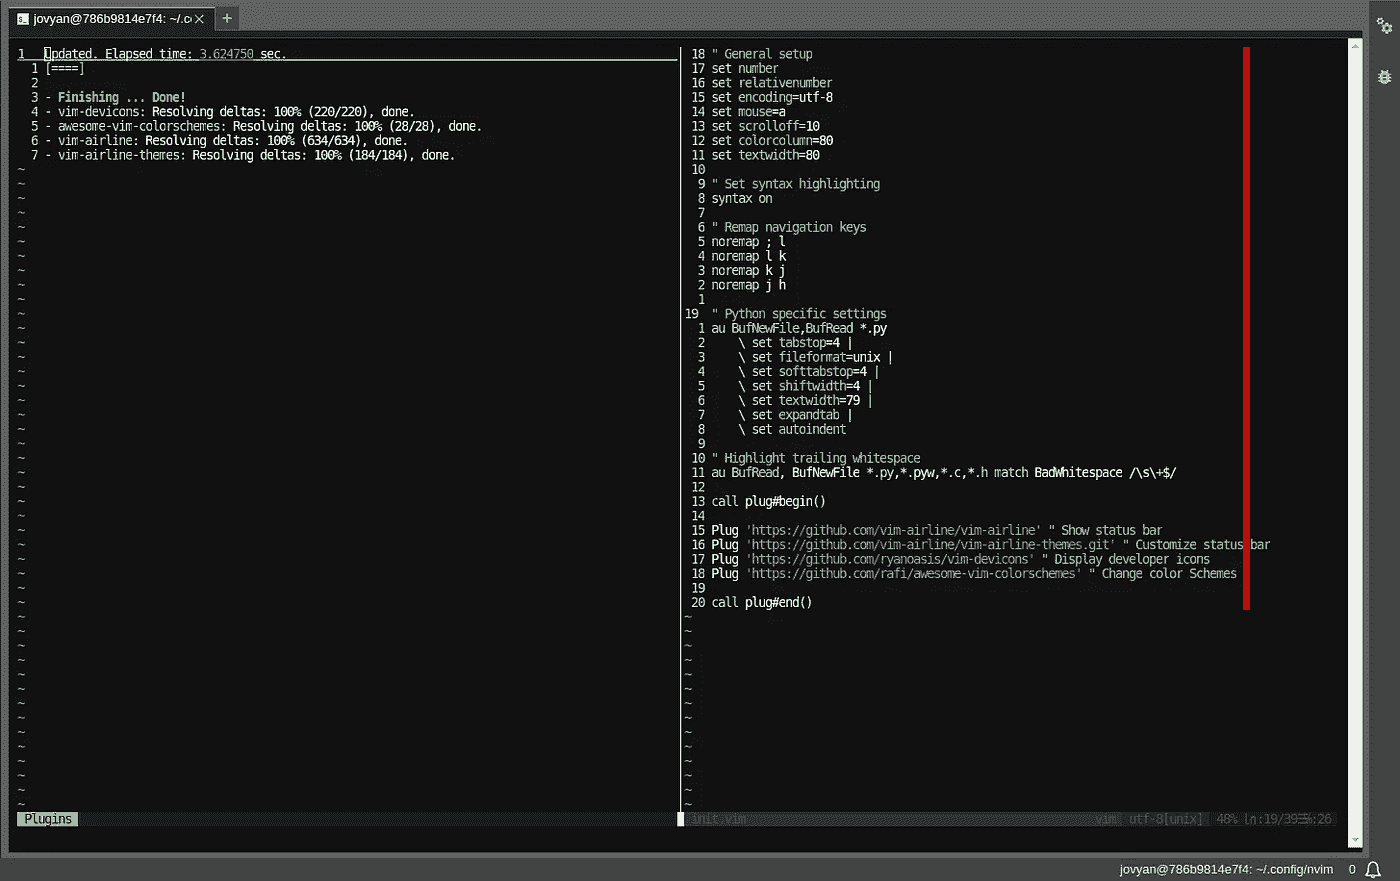 jovyan@786b9814e7f4: ~/.c
1 Updated. Elapsed time: 3.624750 sec.
1 [====]
2
3 - Finishing ... Done!
4 - vim-devicons: Resolving deltas: 100% (220/220), done.
5 - awesome-vim-colorschemes: Resolving deltas: 100% (28/28), done.
6 - vim-airline: Resolving deltas: 100% (634/634), done.
7 - vim-airline-themes: Resolving deltas: 100% (184/184), done.
Plugins
18 " General setup
17 set number
16 set relativenumber
15 set encoding=utf-8
14 set mouse=a
13 set scrolloff=10
12 set colorcolumn=80
11 set textwidth=80
10
9 " Set syntax highlighting
8 syntax on
7
6 " Remap navigation keys
5 noremap ; l
4 noremap l k
3 noremap k j
2 noremap j h
1
19 " Python specific settings
1 au BufNewFile,BufRead *.py
2 \ set tabstop=4 |
3 \ set fileformat=unix |
4 \ set softtabstop=4 |
5 \ set shiftwidth=4 |
6 \ set textwidth=79 |
7 \ set expandtab |
8 \ set autoindent
9
10 " Highlight trailing whitespace
11 au BufRead, BufNewFile *.py,*.pyw,*.c,*.h match BadWhitespace /\s\+$/
12
13 call plug#begin()
14
15 Plug 'https://github.com/vim-airline/vim-airline' " Show status bar
16 Plug 'https://github.com/vim-airline/vim-airline-themes.git' " Customize status bar
17 Plug 'https://github.com/ryanoasis/vim-devicons' " Display developer icons
18 Plug 'https://github.com/rafi/awesome-vim-colorschemes' " Change color Schemes
19
20 call plug#end()
init.vim vim utf-8[unix] 48% ln:19/39
jovyan@786b9814e7f4: ~/.config/nvim 0